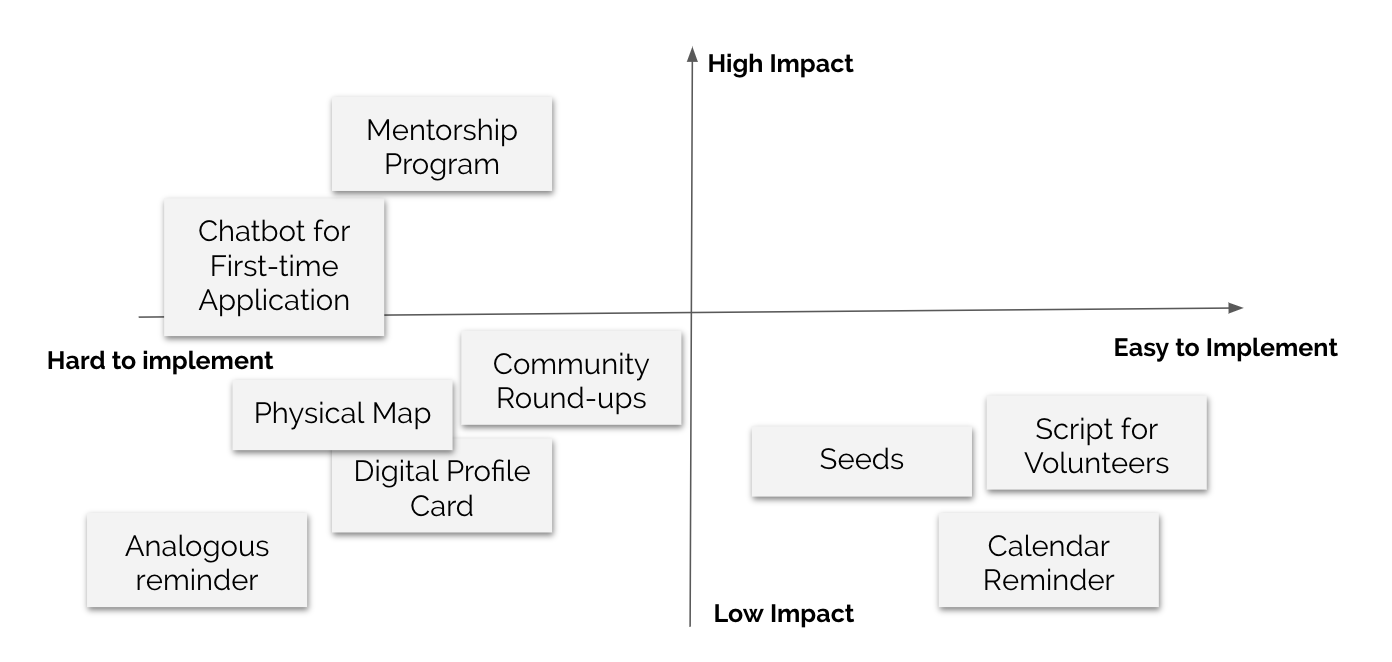 High Impact
Mentorship
Program
Chatbot for
First-time
Application
Hard to implement
Easy to Implement
Community
Round-ups
Physical Map
Digital Profile
Card
Seeds
Script for
Volunteers
Analogous
reminder
Calendar
Reminder
Low Impact